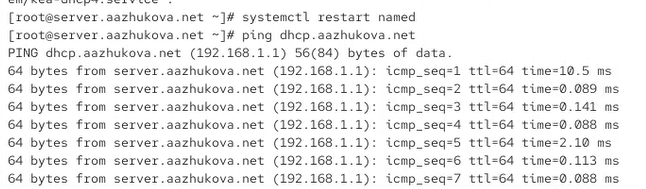 em/kea-dhcp4.service .
[root@server.aazhukova.net ~]# systemctl restart named
[root@server.aazhukova.net ~]# ping dhcp.aazhukova.net
PING dhcp.aazhukova.net (192.168.1.1) 56(84) bytes of data.
64 bytes from server.aazhukova.net (192.168.1.1): icmp_seq=1 ttl=64 time=10.5 ms
64 bytes from server.aazhukova.net (192.168.1.1): icmp_seq=2 ttl=64 time=0.089 ms
64 bytes from server.aazhukova.net (192.168.1.1): icmp_seq=3 ttl=64 time=0.141 ms
64 bytes from server.aazhukova.net (192.168.1.1): icmp_seq=4 ttl=64 time=0.088 ms
64 bytes from server.aazhukova.net (192.168.1.1): icmp_seq=5 ttl=64 time=2.10 ms
64 bytes from server.aazhukova.net (192.168.1.1): icmp_seq=6 ttl=64 time=0.113 ms
64 bytes from server.aazhukova.net (192.168.1.1): icmp_seq=7 ttl=64 time=0.088 ms